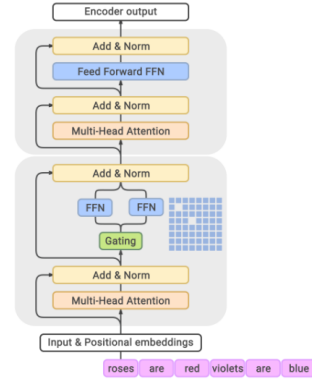 Encoder output
Add & Norm
Feed Forward FFN
Add & Norm
Multi-Head Attention
Add & Norm
FFN FFN
Gating
Add & Norm
Multi-Head Attention
Input & Positional embeddings
roses are red violets are blue